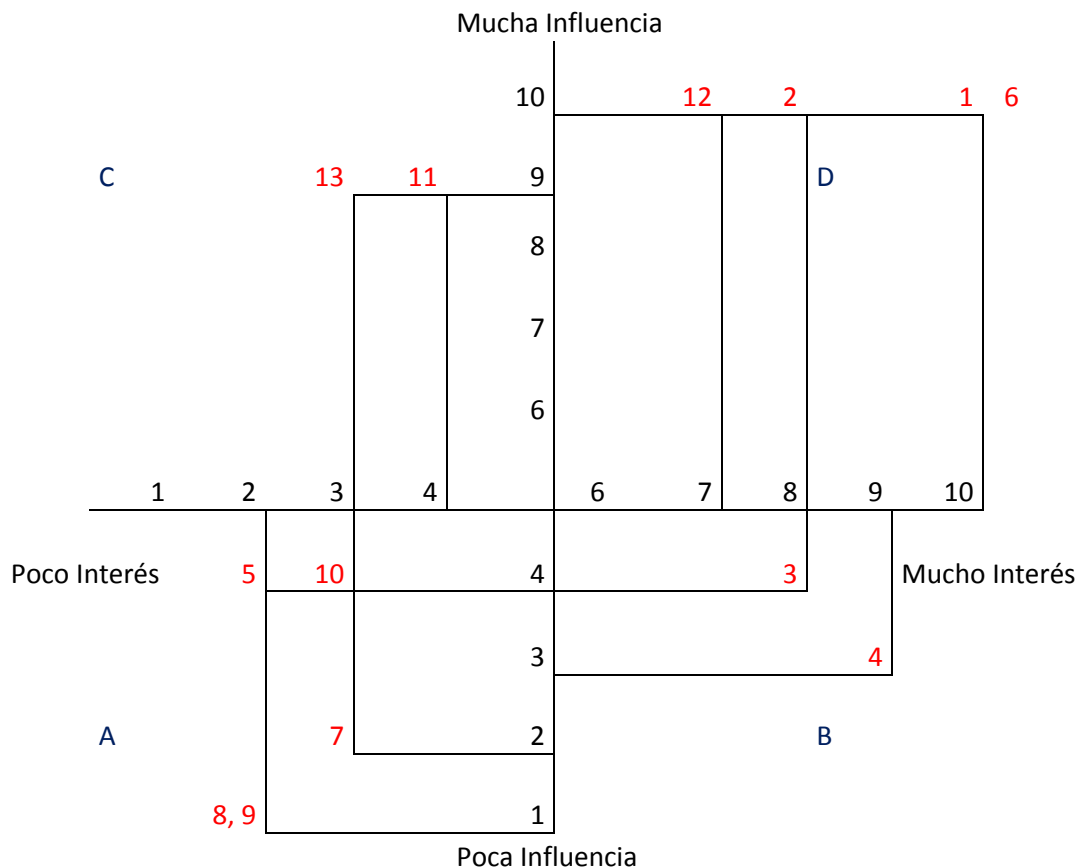 Mucha Influencia
10 12 2 1 6
C 13 11 9 D
8
7
6
1 2 3 4 6 7 8 9 10
Poco Interés 5 10 4 3 Mucho Interés
3 4
A 7 2 B
8, 9 1
Poca Influencia